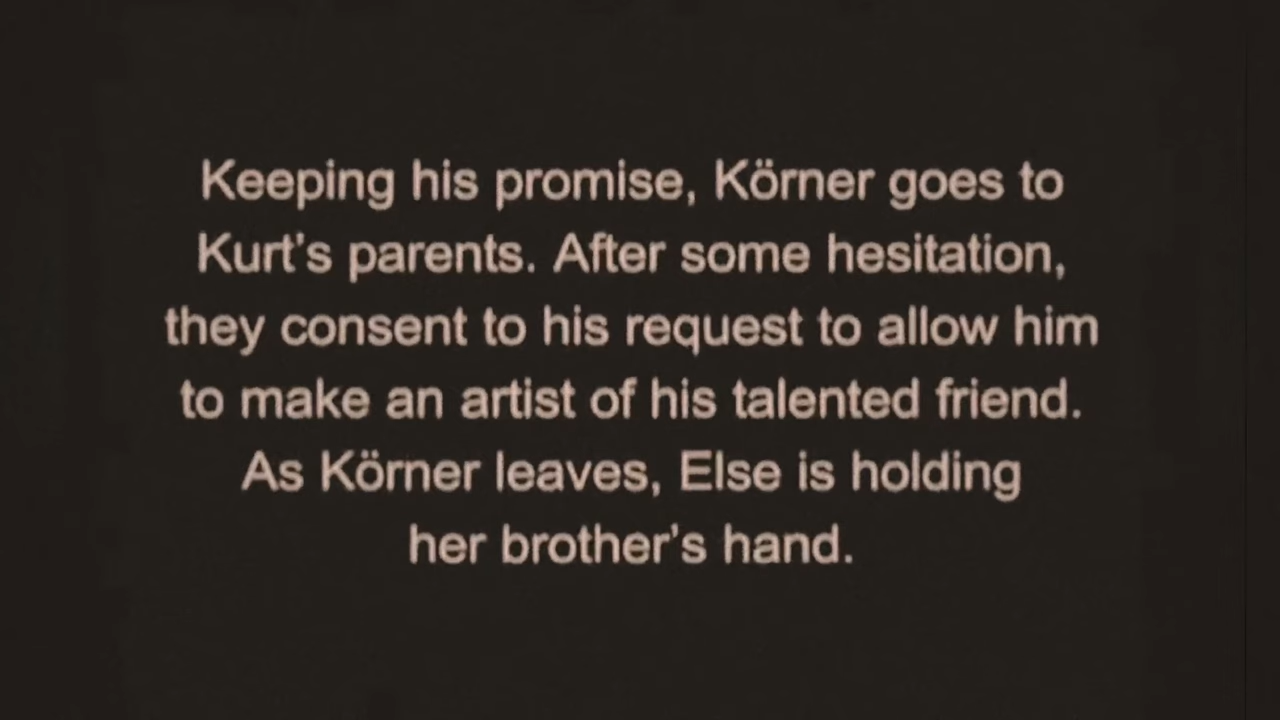 Keeping his promise, Körner goes to
Kurt's parents. After some hesitation,
they consent to his request to allow him
to make an artist of his talented friend.
As Körner leaves, Else is holding
her brother's hand.